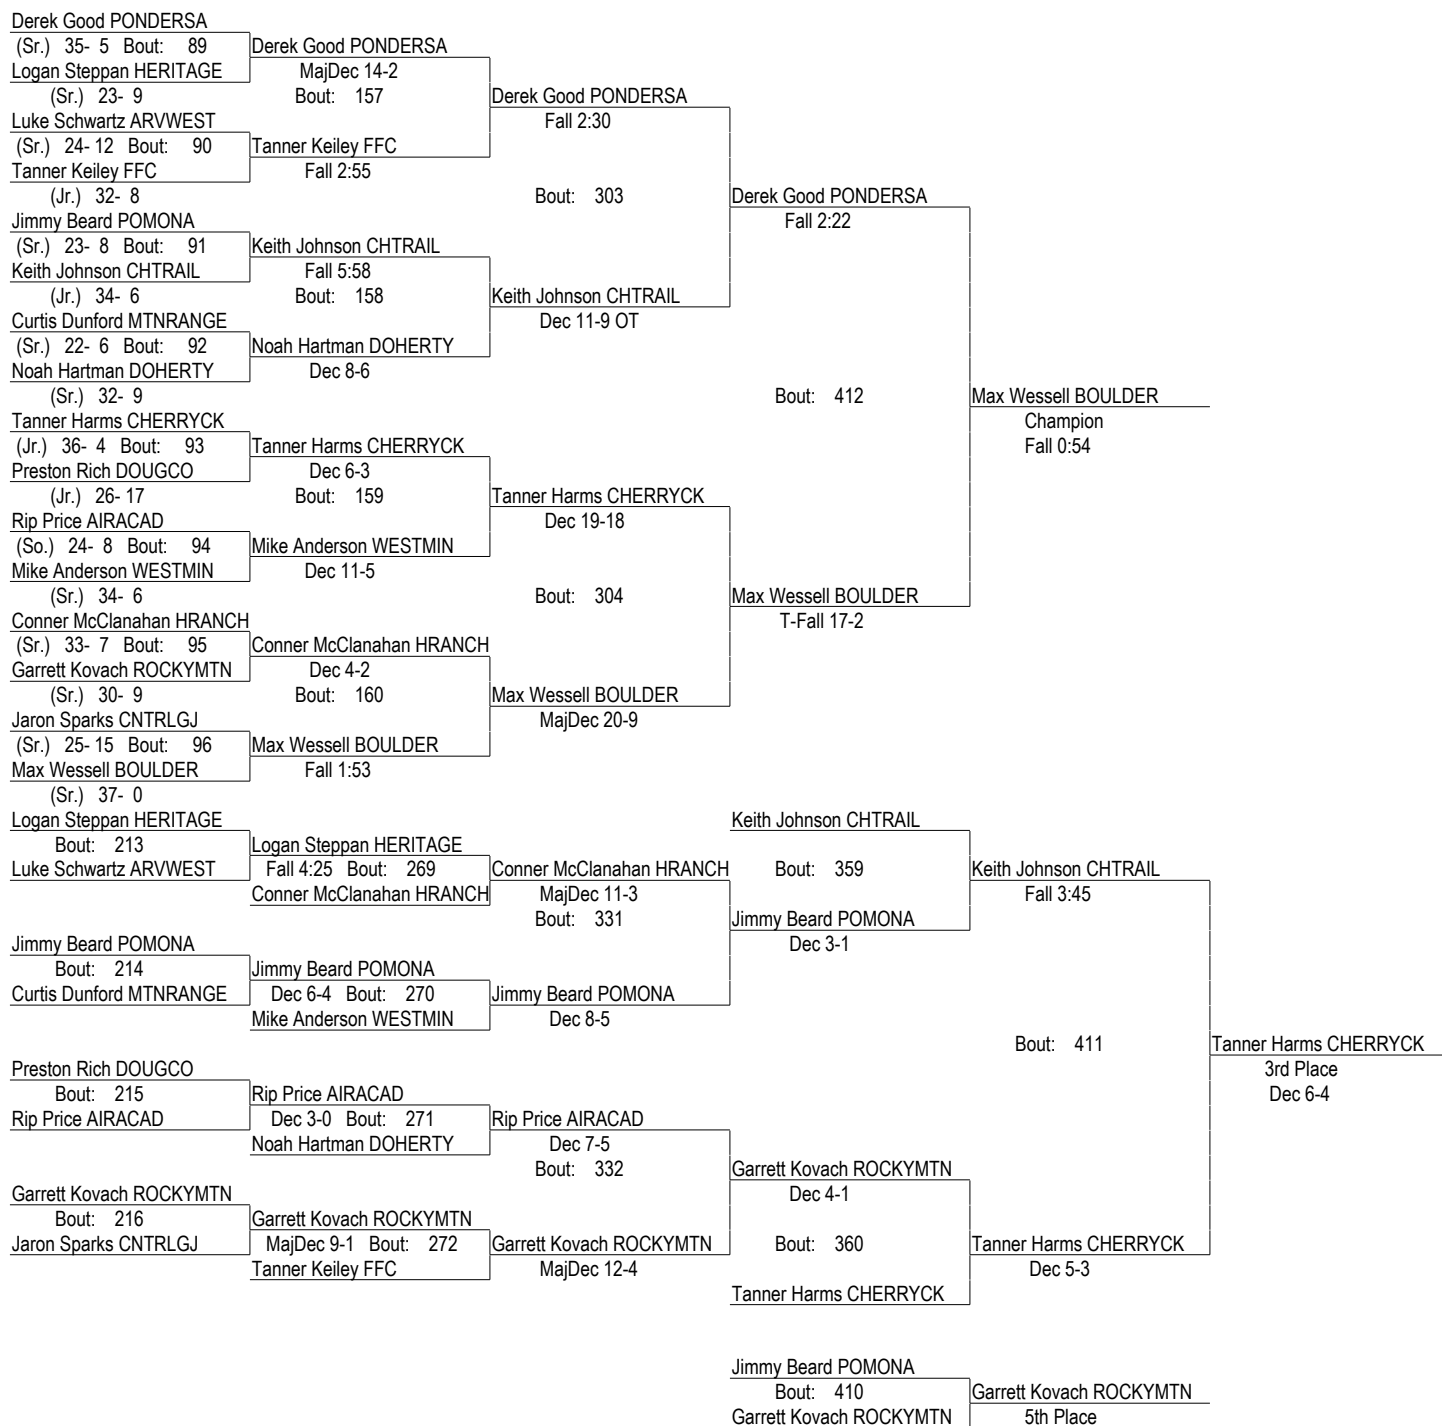 Derek Good PONDERSA
(Sr.) 35- 5 Bout: 89 Derek Good PONDERSA
Logan Steppan HERITAGE MajDec 14-2
(Sr.) 23- 9 Bout: 157 Derek Good PONDERSA
Luke Schwartz ARVWEST Fall 2:30
(Sr.) 24- 12 Bout: 90 Tanner Keiley FFC
Tanner Keiley FFC Fall 2:55
(Jr.) 32- 8 Bout: 303 Derek Good PONDERSA
Jimmy Beard POMONA Fall 2:22
(Sr.) 23- 8 Bout: 91 Keith Johnson CHTRAIL
Keith Johnson CHTRAIL Fall 5:58
(Jr.) 34- 6 Bout: 158 Keith Johnson CHTRAIL
Curtis Dunford MTNRANGE Dec 11-9 OT
(Sr.) 22- 6 Bout: 92 Noah Hartman DOHERTY
Noah Hartman DOHERTY Dec 8-6
(Sr.) 32- 9 Bout: 412 Max Wessell BOULDER
Tanner Harms CHERRYCK Champion
(Jr.) 36- 4 Bout: 93 Tanner Harms CHERRYCK Fall 0:54
Preston Rich DOUGCO Dec 6-3
(Jr.) 26- 17 Bout: 159 Tanner Harms CHERRYCK
Rip Price AIRACAD Dec 19-18
(So.) 24- 8 Bout: 94 Mike Anderson WESTMIN
Mike Anderson WESTMIN Dec 11-5
(Sr.) 34- 6 Bout: 304 Max Wessell BOULDER
Conner McClanahan HRANCH T-Fall 17-2
(Sr.) 33- 7 Bout: 95 Conner McClanahan HRANCH
Garrett Kovach ROCKYMTN Dec 4-2
(Sr.) 30- 9 Bout: 160 Max Wessell BOULDER
Jaron Sparks CNTRLGJ MajDec 20-9
(Sr.) 25- 15 Bout: 96 Max Wessell BOULDER
Max Wessell BOULDER Fall 1:53
(Sr.) 37- 0
Logan Steppan HERITAGE Keith Johnson CHTRAIL
Bout: 213 Logan Steppan HERITAGE
Luke Schwartz ARVWEST Fall 4:25 Bout: 269 Conner McClanahan HRANCH Bout: 359 Keith Johnson CHTRAIL
Conner McClanahan HRANCH MajDec 11-3 Fall 3:45
Bout: 331 Jimmy Beard POMONA
Jimmy Beard POMONA Dec 3-1
Bout: 214 Jimmy Beard POMONA
Curtis Dunford MTNRANGE Dec 6-4 Bout: 270 Jimmy Beard POMONA
Mike Anderson WESTMIN Dec 8-5
Bout: 411 Tanner Harms CHERRYCK
Preston Rich DOUGCO 3rd Place
Bout: 215 Rip Price AIRACAD Dec 6-4
Rip Price AIRACAD Dec 3-0 Bout: 271 Rip Price AIRACAD
Noah Hartman DOHERTY Dec 7-5
Bout: 332 Garrett Kovach ROCKYMTN
Garrett Kovach ROCKYMTN Dec 4-1
Bout: 216 Garrett Kovach ROCKYMTN
Jaron Sparks CNTRLGJ MajDec 9-1 Bout: 272 Garrett Kovach ROCKYMTN Bout: 360 Tanner Harms CHERRYCK
Tanner Keiley FFC MajDec 12-4 Dec 5-3
Tanner Harms CHERRYCK
Jimmy Beard POMONA
Bout: 410 Garrett Kovach ROCKYMTN
Garrett Kovach ROCKYMTN 5th Place